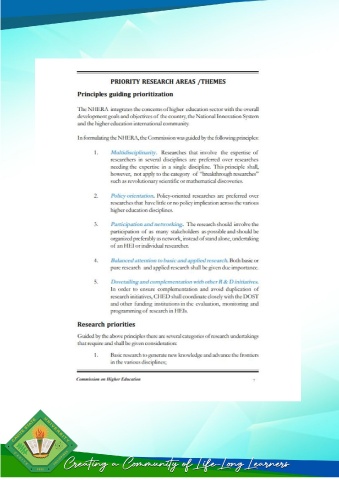 PRIORITY RESEARCH AREAS /THEMES
Principles guiding prioritization
The NHERA integrates the concerns of higher education sector with the overall
development goals and objectives of the country, the National Innovation System
and the higher education international community.
In formulating the NHERA, the Commission was guided by the following principles:
1. Multidisciplinarity. Researches that involve the expertise of
researchers in several disciplines are preferred over researches
needing the expertise in a single discipline. This principle shall,
however, not apply to the category of "breakthrough researches"
such as revolutionary scientific or mathematical discoveries.
2. Policy-orientation. Policy-oriented researches are preferred over
researches that have little or no policy implication across the various
higher education disciplines.
3. Participation and networking. The research should involve the
participation of as many stakeholders as possible and should be
organized preferably as network, instead of stand alone, undertaking
of an HEI or individual researcher.
4. Balanced attention to basic and applied research. Both basic or
pure research and applied research shall be given due importance.
5. Dovetailing and complementation with other R & D initiatives.
In order to ensure complementation and avoid duplication of
research initiatives, CHED shall coordinate closely with the DOST
and other funding institutions in the evaluation, monitoring and
programming of research in HEIs.
Research priorities
Guided by the above principles there are several categories of research undertakings
that require and shall be given consideration:
1. Basic research to generate new knowledge and advance the frontiers
in the various disciplines;
Commission on Higher Education
Creating a Community of Life-Long Learners